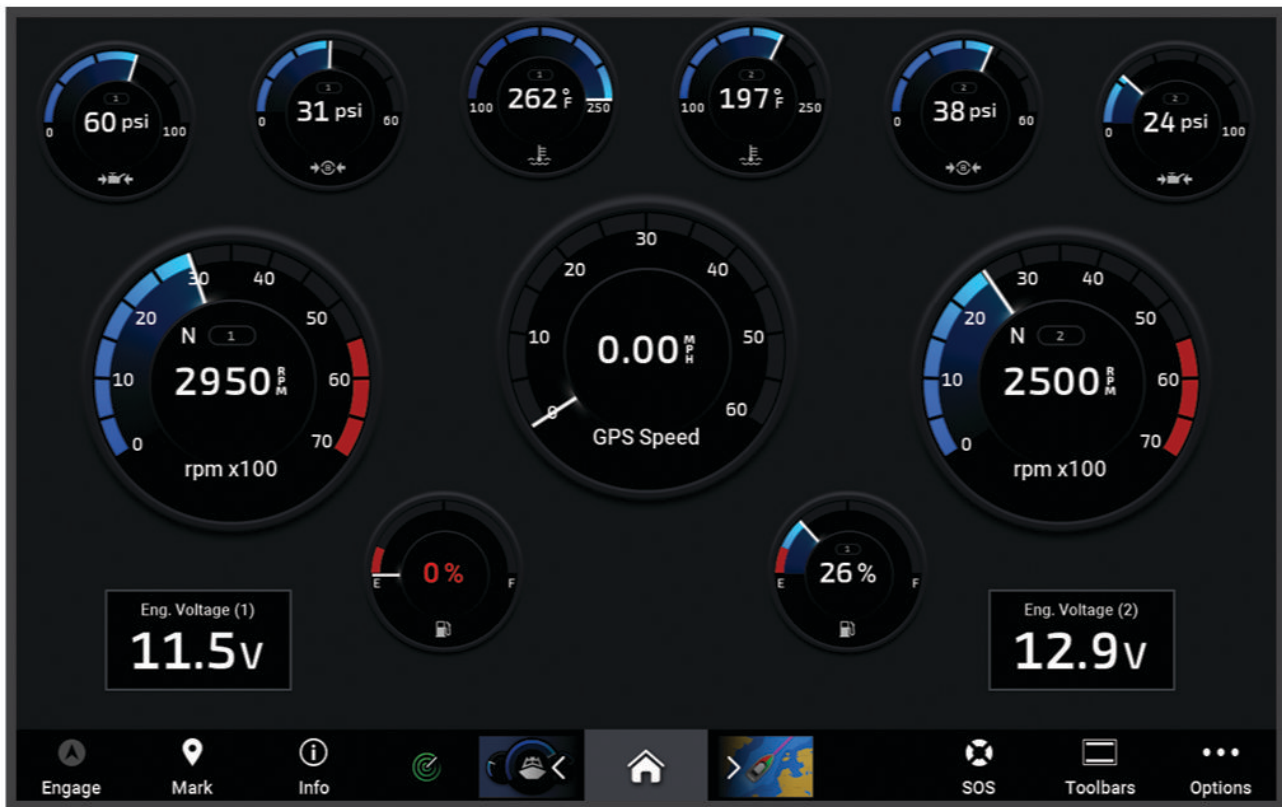 1
60 psi
0
100
1
31 psi
0
60
1
262 °F
100
250
2
197 °F
100
250
2
38 psi
0
60
2
24 psi
0
100
0
10
20
30
40
50
60
70
N
1
2950 RPM
rpm x100
0
10
20
30
40
50
60
0.00 MPH
GPS Speed
0
10
20
30
40
50
60
70
N
2
2500 RPM
rpm x100
0 %
E
F
1
26 %
E
F
Eng. Voltage (1)
11.5V
Eng. Voltage (2)
12.9V
Engage
Mark
Info
SOS
Toolbars
Options